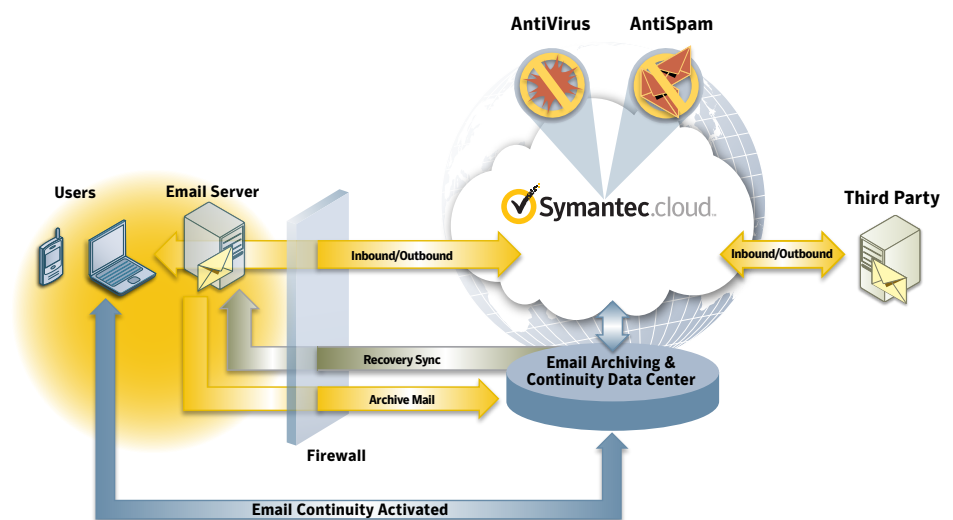 AntiVirus
AntiSpam
Users
Email Server
Symantec.cloud™
Third Party
Inbound/Outbound
Inbound/Outbound
Recovery Sync
Email Archiving &
Continuity Data Center
Archive Mail
Firewall
Email Continuity Activated